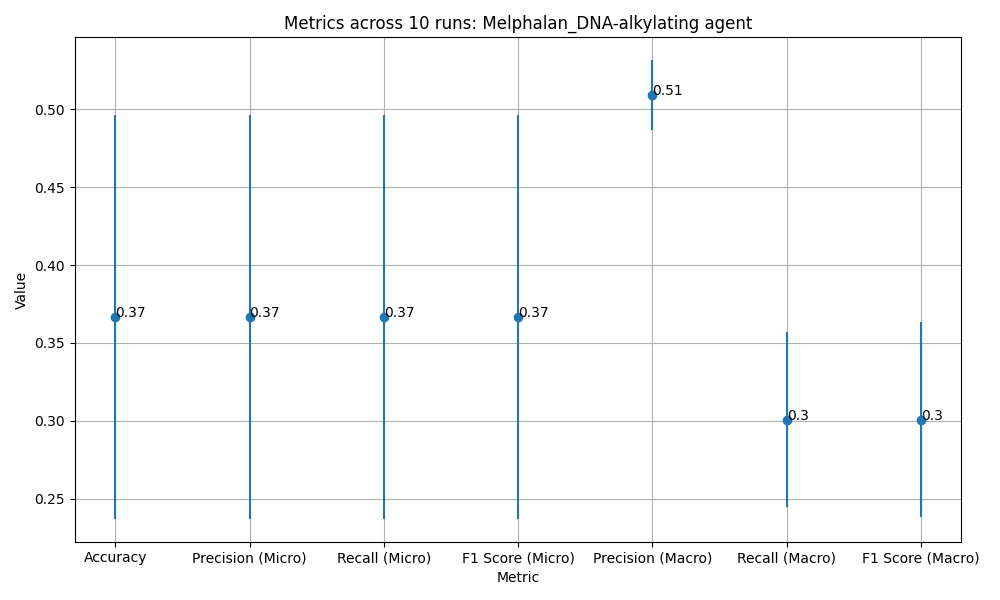 Metrics across 10 runs: Melphalan_DNA-alkylating agent
0.50
0.45
0.40
0.35
0.30
0.25
Value
0.37
0.37
0.37
0.37
0.51
0.3
0.3
Accuracy
Precision (Micro)
Recall (Micro)
F1 Score (Micro)
Precision (Macro)
Recall (Macro)
F1 Score (Macro)
Metric